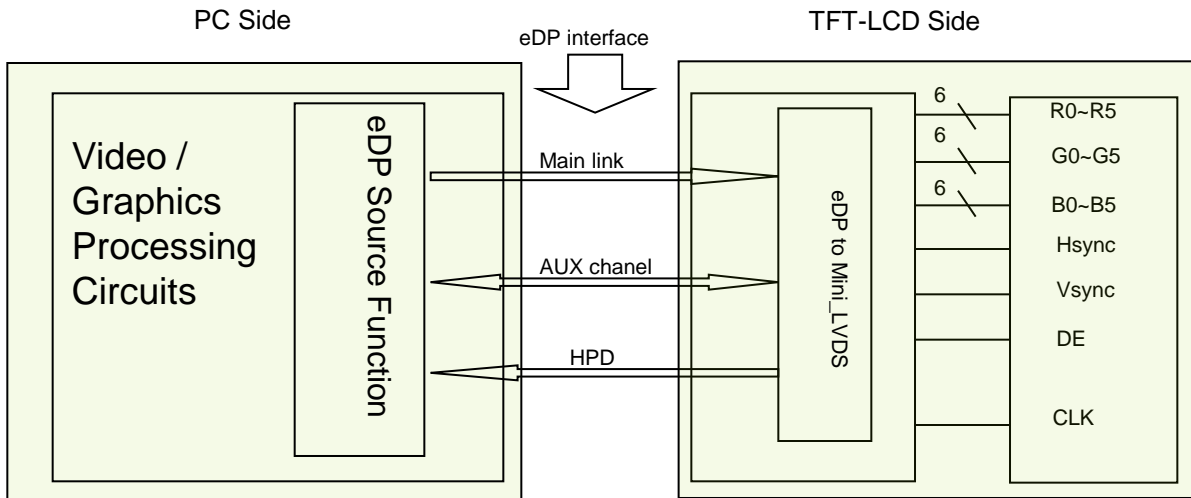 PC Side
eDP interface
TFT-LCD Side
Video /
Graphics
Processing
Circuits
eDP Source Function
Main link
AUX chanel
HPD
eDP to Mini_LVDS
6
R0~R5
6
G0~G5
6
B0~B5
Hsync
Vsync
DE
CLK